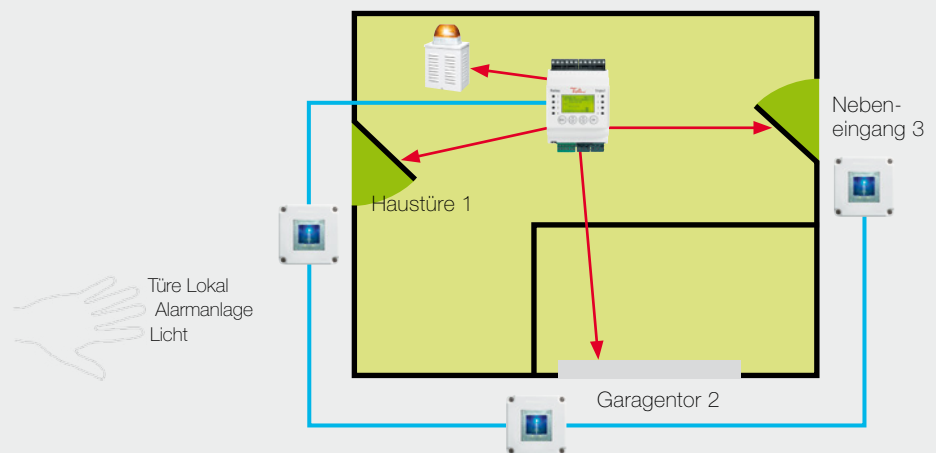 Neben-
eingang 3
Haustüre 1
Türe Lokal
Alarmanlage
Licht
Garagentor 2